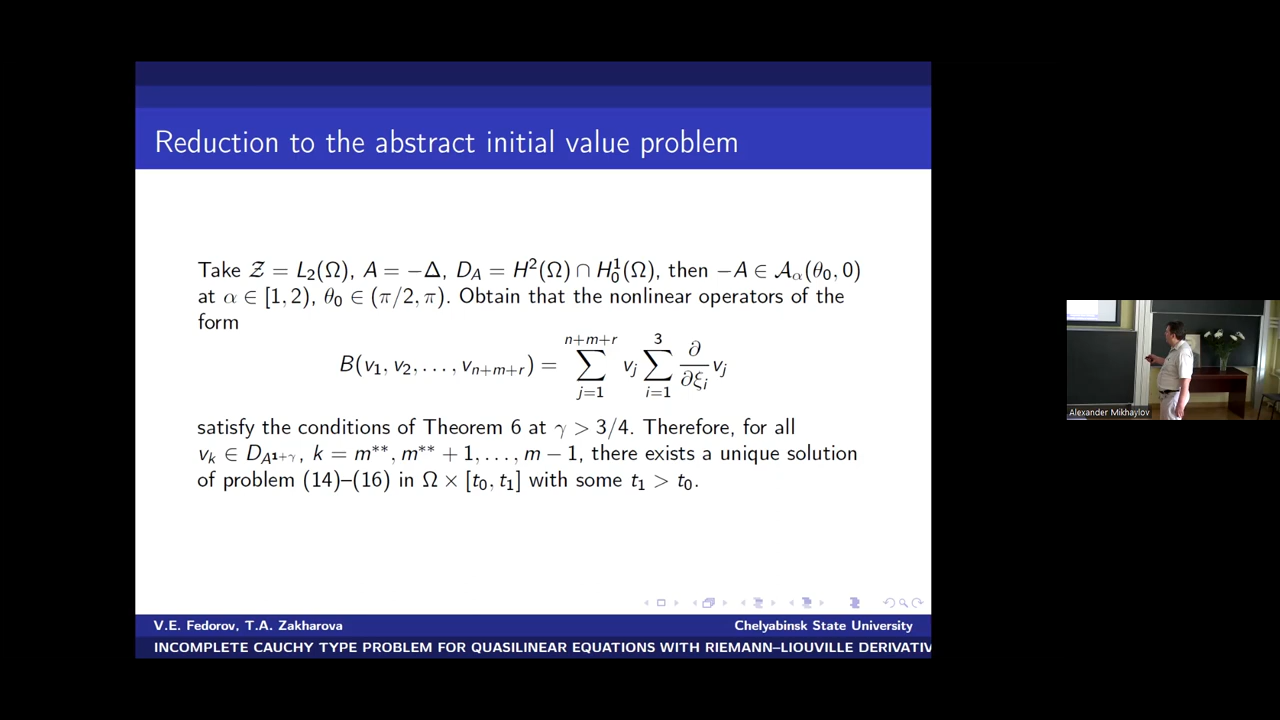 Reduction to the abstract initial value problem
Take 𝒵 = L₂(Ω), A = −Δ, D_A = H²(Ω) ∩ H₀¹(Ω), then −A ∈ 𝒜_α(θ₀, 0)
at α ∈ [1, 2), θ₀ ∈ (π/2, π). Obtain that the nonlinear operators of the
form
B(v₁, v₂, . . . , v_{n+m+r}) = \sum_{j=1}^{n+m+r} v_j \sum_{i=1}^{3} \frac{∂}{∂ξ_i} v_j
satisfy the conditions of Theorem 6 at γ > 3/4. Therefore, for all
v_k ∈ D_{A^{1+γ}}, k = m**, m** + 1, . . . , m − 1, there exists a unique solution
of problem (14)–(16) in Ω × [t₀, t₁] with some t₁ > t₀.
V.E. Fedorov, T.A. Zakharova
Chelyabinsk State University
INCOMPLETE CAUCHY TYPE PROBLEM FOR QUASILINEAR EQUATIONS WITH RIEMANN–LIOUVILLE DERIVATIV
Alexander Mikhaylov